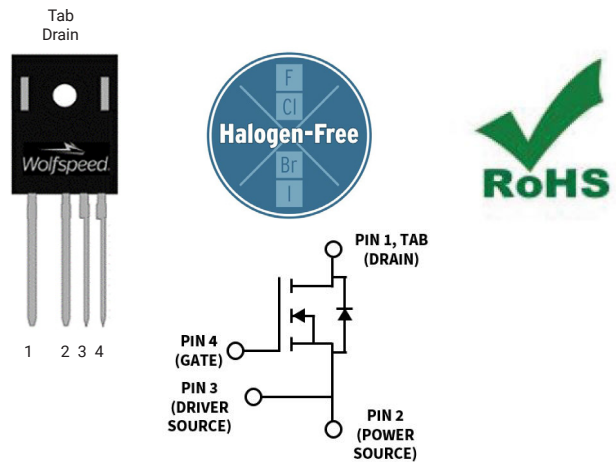 Tab
Drain
Wolfspeed.
1 2 3 4
F
Cl
Halogen-Free
Br
I
RoHS
PIN 1, TAB
(DRAIN)
PIN 4
(GATE)
PIN 3
(DRIVER
SOURCE)
PIN 2
(POWER
SOURCE)